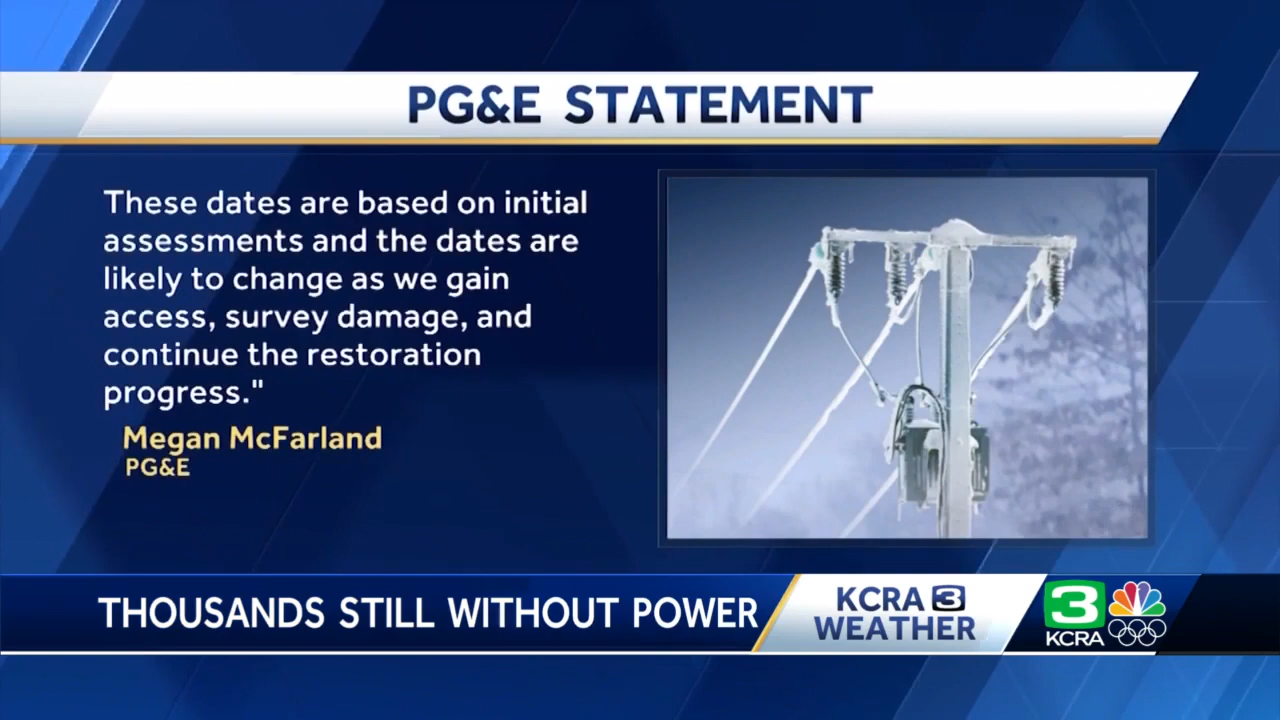 PG&E STATEMENT
These dates are based on initial
assessments and the dates are
likely to change as we gain
access, survey damage, and
continue the restoration
progress."
Megan McFarland
PG&E
THOUSANDS STILL WITHOUT POWER
KCRA 3
WEATHER
3
KCRA